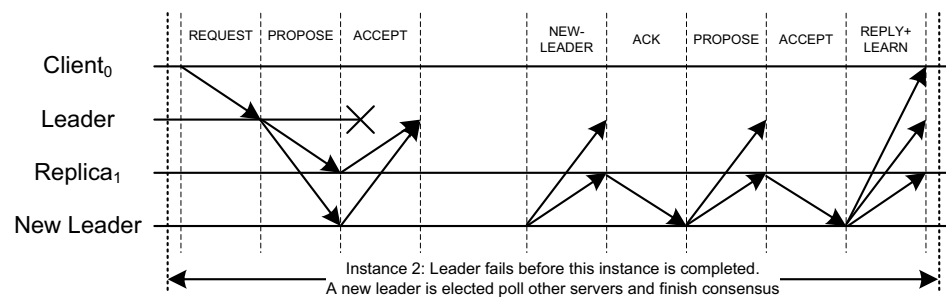 REQUEST PROPOSE ACCEPT NEW-
LEADER ACK PROPOSE ACCEPT REPLY+
LEARN
Client0
Leader
Replica1
New Leader
Instance 2: Leader fails before this instance is completed.
A new leader is elected poll other servers and finish consensus